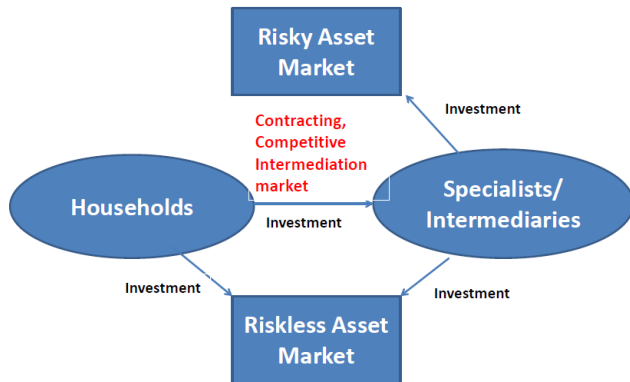 Risky Asset
Market
Investment
Contracting,
Competitive
Intermediation
market
Households
Investment
Specialists/
Intermediaries
Investment
Investment
Riskless Asset
Market